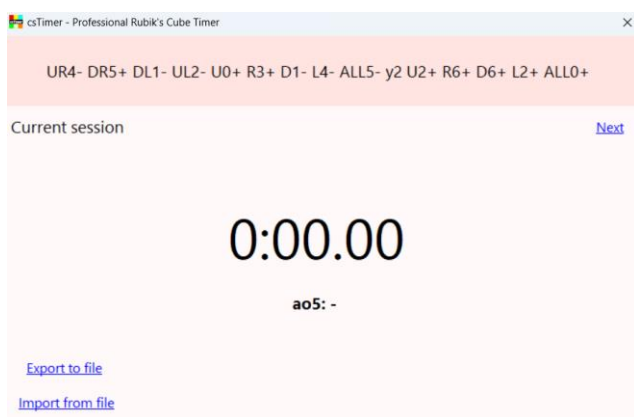 csTimer - Professional Rubik's Cube Timer
UR4- DR5+ DL1- UL2- U0+ R3+ D1- L4- ALL5- y2 U2+ R6+ D6+ L2+ ALL0+
Current session
Next
0:00.00
ao5: -
Export to file
Import from file